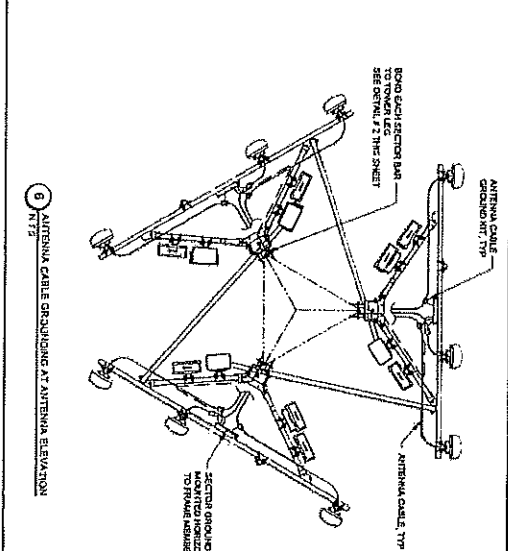 ANTENNA CABLE
GROUND KIT, TYP
BOND EACH SECTOR BAR
TO TOWER LEG
SEE DETAIL # 2 THIS SHEET
ANTENNA CABLE, TYP
SECTOR GROUND
MOUNTED HORIZ
TO FRAME MEMBE
6 ANTENNA CABLE GROUNDING AT ANTENNA ELEVATION
N.T.S